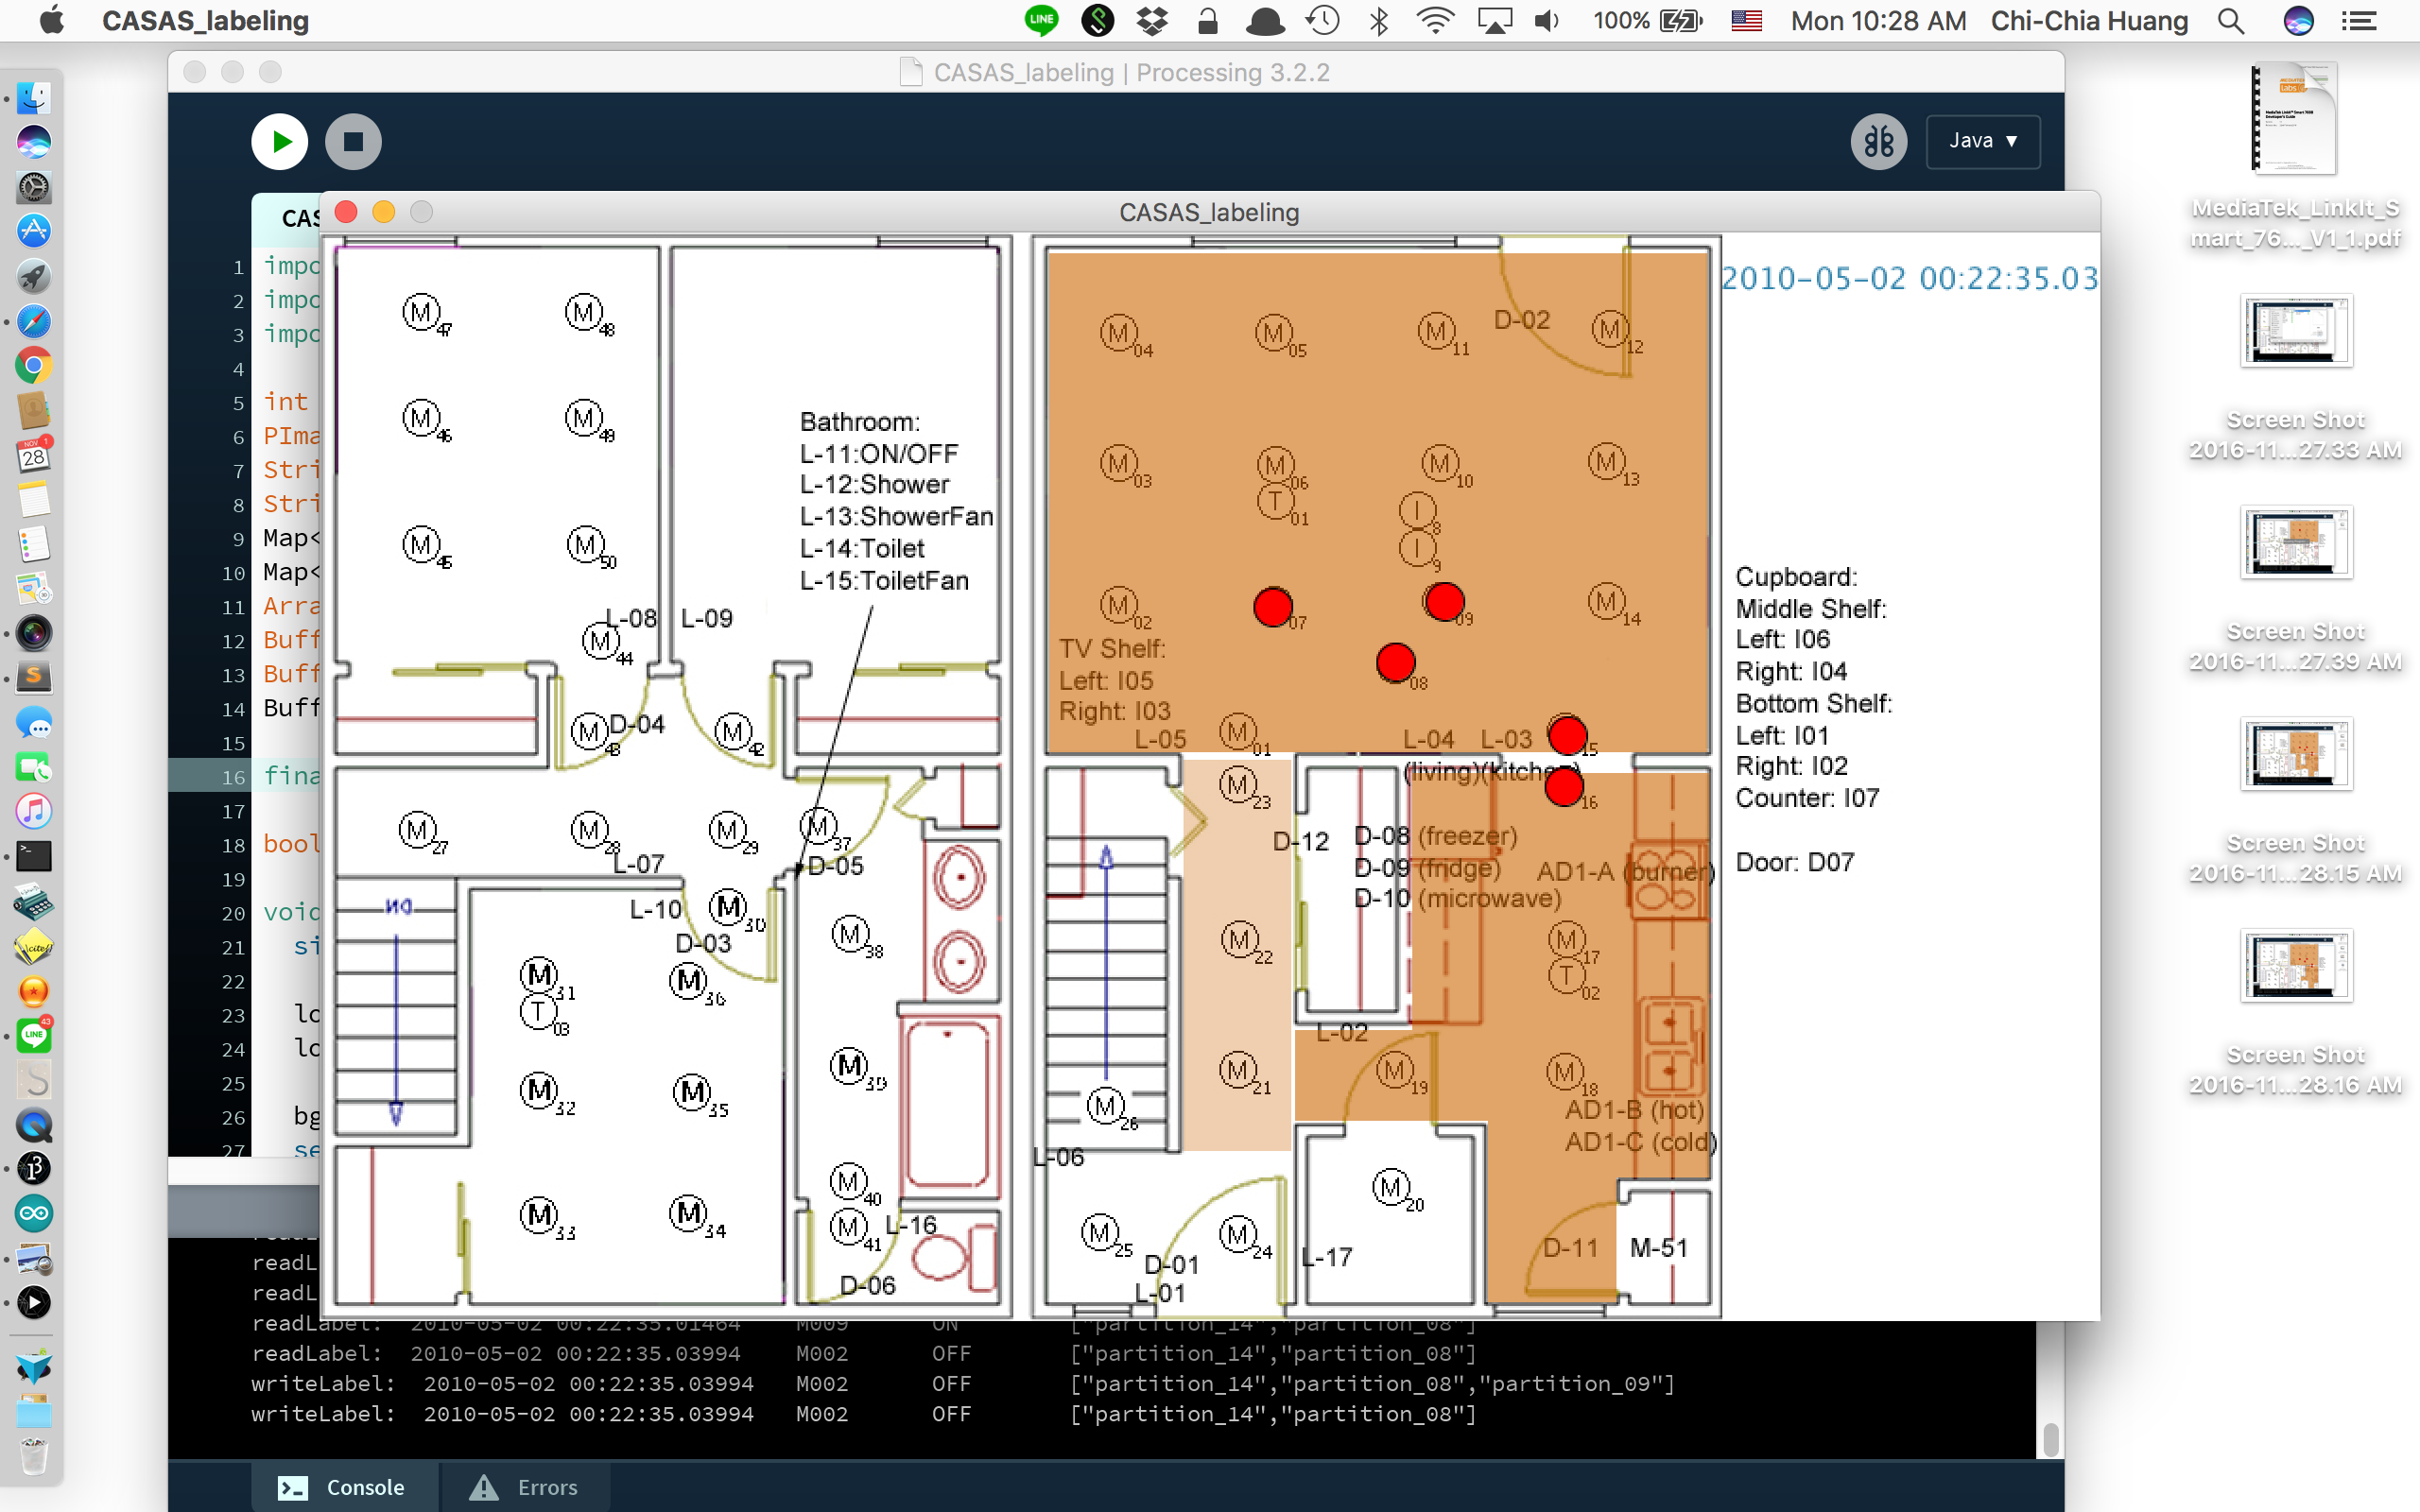 CASAS_labeling
LINE
100%
Mon 10:28 AM
Chi-Chia Huang
CASAS_labeling | Processing 3.2.2
Java ▼
CAS
CASAS_labeling
1 impo
2 impo
3 impo
4
5 int
6 PIma
7 Stri
8 Stri
9 Map<
10 Map<
11 Arra
12 Buff
13 Buff
14 Buff
15
16 fina
17
18 bool
19
20 void
21 si
22
23 lo
24 lo
25
26 bg
27 se
M 47
M 48
M 46
M 49
M 45
M 50
Bathroom:
L-11:ON/OFF
L-12:Shower
L-13:ShowerFan
L-14:Toilet
L-15:ToiletFan
L-08
L-09
M 44
M 43
D-04
M 42
M 27
M 28
L-07
M 29
M 37
D-05
DN
L-10
M 30
D-03
M 38
M 31
T 03
M 36
M 32
M 35
M 39
M 33
M 34
M 40
M 41
L-16
D-06
2010-05-02 00:22:35.03
M 04
M 05
M 11
D-02
M 12
M 03
M 06
T 01
M 10
I 8
I 9
M 13
M 02
07
09
M 14
08
TV Shelf:
Left: I05
Right: I03
L-05
M 01
L-04
L-03
15
(living)(kitchen)
16
M 23
D-12
D-08 (freezer)
D-09 (fridge)
D-10 (microwave)
AD1-A (burner)
M 22
M 17
T 02
L-02
M 21
M 19
M 18
AD1-B (hot)
AD1-C (cold)
M 26
L-06
M 20
M 25
M 24
D-01
L-01
L-17
D-11
M-51
Cupboard:
Middle Shelf:
Left: I06
Right: I04
Bottom Shelf:
Left: I01
Right: I02
Counter: I07
Door: D07
readL
readL
readLabel: 2010-05-02 00:22:35.01464 M009 ON ["partition_14","partition_08"]
readLabel: 2010-05-02 00:22:35.03994 M002 OFF ["partition_14","partition_08"]
writeLabel: 2010-05-02 00:22:35.03994 M002 OFF ["partition_14","partition_08","partition_09"]
writeLabel: 2010-05-02 00:22:35.03994 M002 OFF ["partition_14","partition_08"]
Console
Errors
MediaTek_LinkIt_S
mart_76..._V1_1.pdf
Screen Shot
2016-11...27.33 AM
Screen Shot
2016-11...27.39 AM
Screen Shot
2016-11...28.15 AM
Screen Shot
2016-11...28.16 AM
NOV
28
1
LINE
43